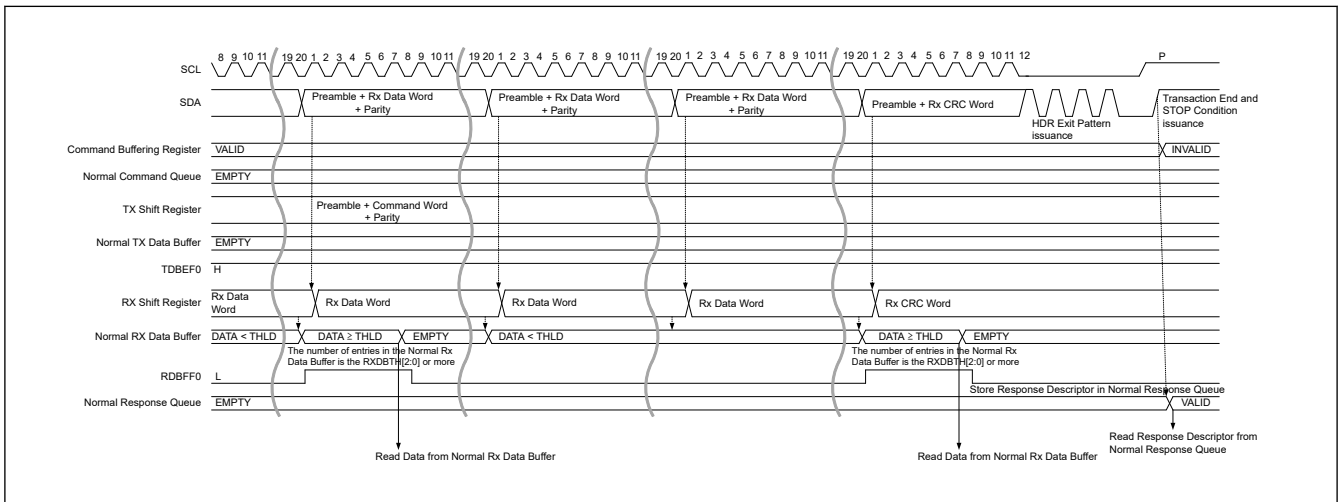 8 9 10 11 19 20 1 2 3 4 5 6 7 8 9 10 11 19 20 1 2 3 4 5 6 7 8 9 10 11 19 20 1 2 3 4 5 6 7 8 9 10 11 19 20 1 2 3 4 5 6 7 8 9 10 11 12 P
SCL
SDA Preamble + Rx Data Word Preamble + Rx Data Word Preamble + Rx Data Word Preamble + Rx CRC Word Transaction End and
+ Parity + Parity + Parity STOP Condition
HDR Exit Pattern issuance
issuance
Command Buffering Register VALID INVALID
Normal Command Queue EMPTY
TX Shift Register Preamble + Command Word
+ Parity
Normal TX Data Buffer EMPTY
TDBEF0 H
RX Shift Register Rx Data Rx Data Word Rx Data Word Rx Data Word Rx CRC Word
Word
Normal RX Data Buffer DATA < THLD DATA ≥ THLD EMPTY DATA < THLD DATA ≥ THLD EMPTY
The number of entries in the Normal Rx The number of entries in the Normal Rx
Data Buffer is the RXDBTH[2:0] or more Data Buffer is the RXDBTH[2:0] or more
RDBFF0 L
Store Response Descriptor in Normal Response Queue
Normal Response Queue EMPTY VALID
Read Data from Normal Rx Data Buffer Read Data from Normal Rx Data Buffer Read Response Descriptor from
Normal Response Queue